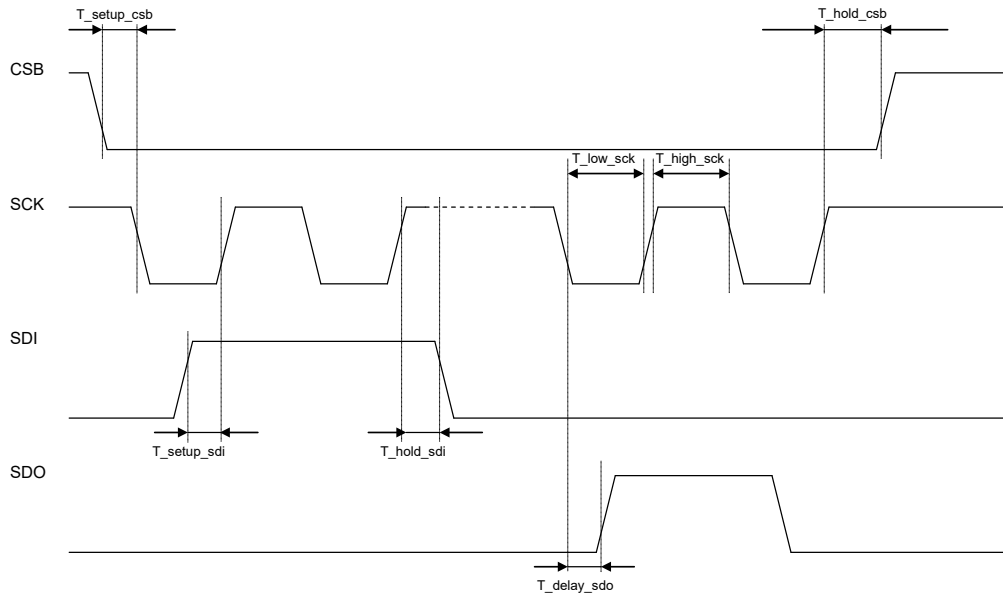 T_setup_csb
T_hold_csb
CSB
T_low_sck
T_high_sck
SCK
SDI
T_setup_sdi
T_hold_sdi
SDO
T_delay_sdo